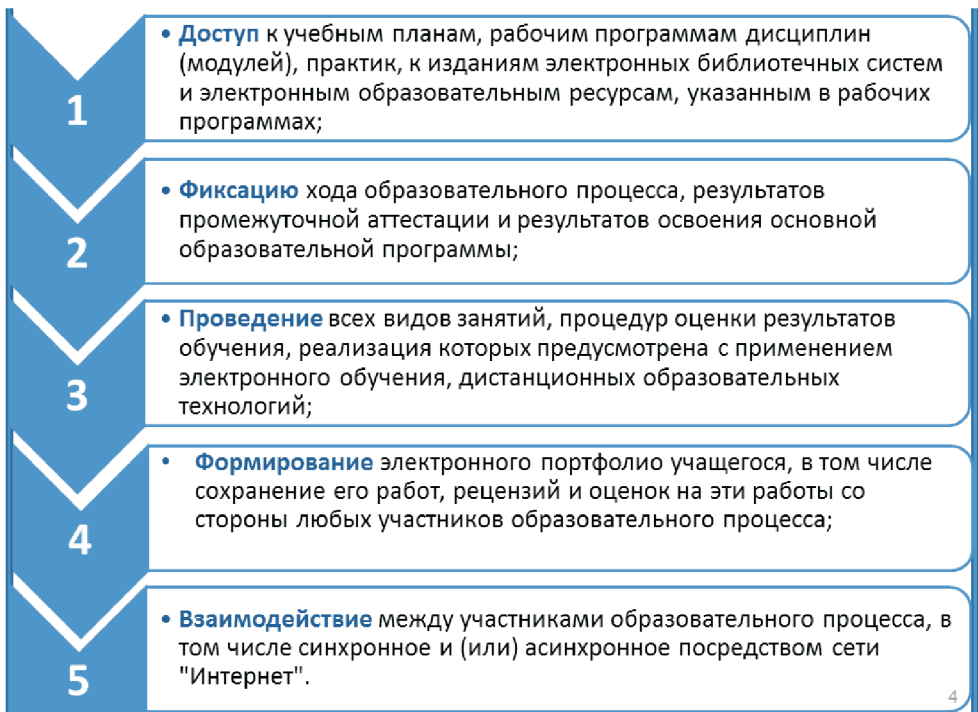 1
• Доступ к учебным планам, рабочим программам дисциплин
(модулей), практик, к изданиям электронных библиотечных систем
и электронным образовательным ресурсам, указанным в рабочих
программах;
2
• Фиксацию хода образовательного процесса, результатов
промежуточной аттестации и результатов освоения основной
образовательной программы;
3
• Проведение всех видов занятий, процедур оценки результатов
обучения, реализация которых предусмотрена с применением
электронного обучения, дистанционных образовательных
технологий;
4
• Формирование электронного портфолио учащегося, в том числе
сохранение его работ, рецензий и оценок на эти работы со
стороны любых участников образовательного процесса;
5
• Взаимодействие между участниками образовательного процесса, в
том числе синхронное и (или) асинхронное посредством сети
"Интернет".
4